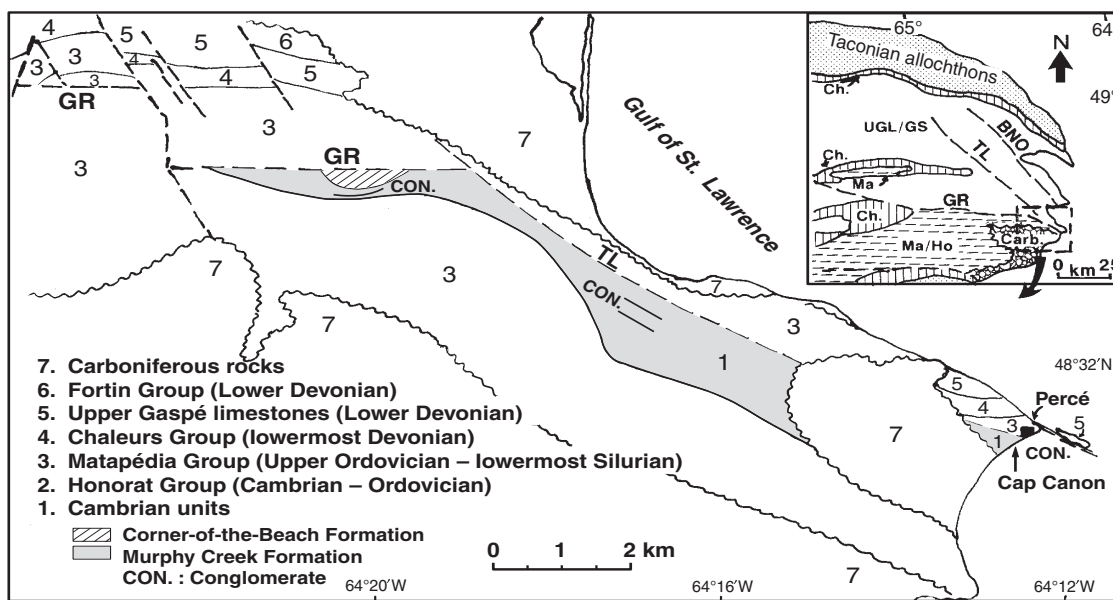 4
5
5
6
3
3
4
3
4
5
GR
3
3
GR
CON.
7
Gulf of St. Lawrence
7
3
7
TL
CON.
7
3
1
48°32′N
5
4
3
1
Percé
5
CON.
Cap Canon
7
7
7. Carboniferous rocks
6. Fortin Group (Lower Devonian)
5. Upper Gaspé limestones (Lower Devonian)
4. Chaleurs Group (lowermost Devonian)
3. Matapédia Group (Upper Ordovician – lowermost Silurian)
2. Honorat Group (Cambrian – Ordovician)
1. Cambrian units
Corner-of-the-Beach Formation
Murphy Creek Formation
CON. : Conglomerate
0 1 2 km
64°20′W
64°16′W
64°12′W
65°
64
N
49°
Taconian allochthons
Ch.
UGL/GS
BNO
TL
Ch.
Ma
GR
Ch.
Ma/Ho
Carb.
0 km 25